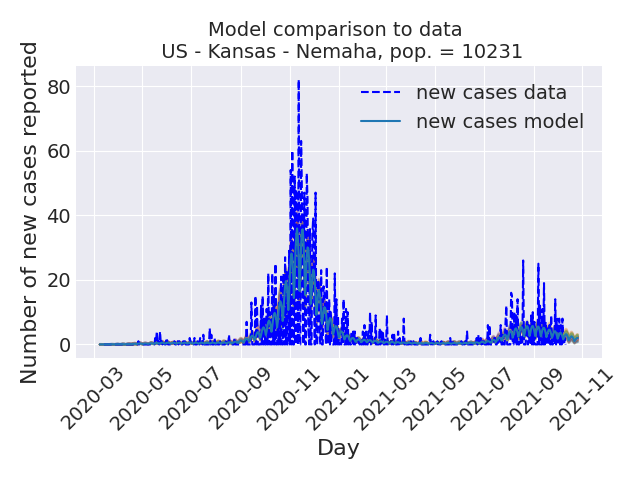 Model comparison to data
US - Kansas - Nemaha, pop. = 10231
Number of new cases reported
80
60
40
20
0
new cases data
new cases model
2020-03
2020-05
2020-07
2020-09
2020-11
2021-01
2021-03
2021-05
2021-07
2021-09
2021-11
Day